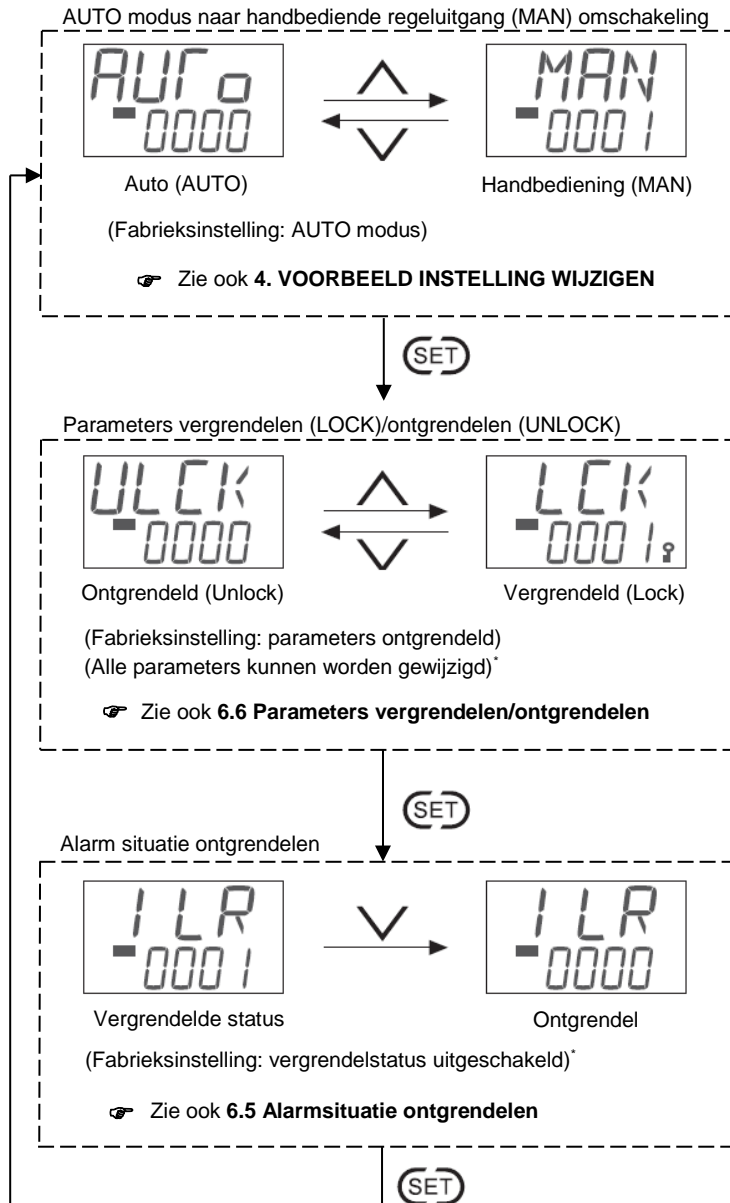 AUTO modus naar handbediende regeluitgang (MAN) omschakeling
AUTo MAN
0000 0001
Auto (AUTO) Handbediening (MAN)
(Fabrieksinstelling: AUTO modus)
☞ Zie ook 4. VOORBEELD INSTELLING WIJZIGEN
SET
Parameters vergrendelen (LOCK)/ontgrendelen (UNLOCK)
ULCK LCK
0000 0001
Ontgrendeld (Unlock) Vergrendeld (Lock)
(Fabrieksinstelling: parameters ontgrendeld)
(Alle parameters kunnen worden gewijzigd)*
☞ Zie ook 6.6 Parameters vergrendelen/ontgrendelen
SET
Alarm situatie ontgrendelen
ILR ILR
0001 0000
Vergrendelde status Ontgrendel
(Fabrieksinstelling: vergrendelstatus uitgeschakeld)*
☞ Zie ook 6.5 Alarmsituatie ontgrendelen
SET